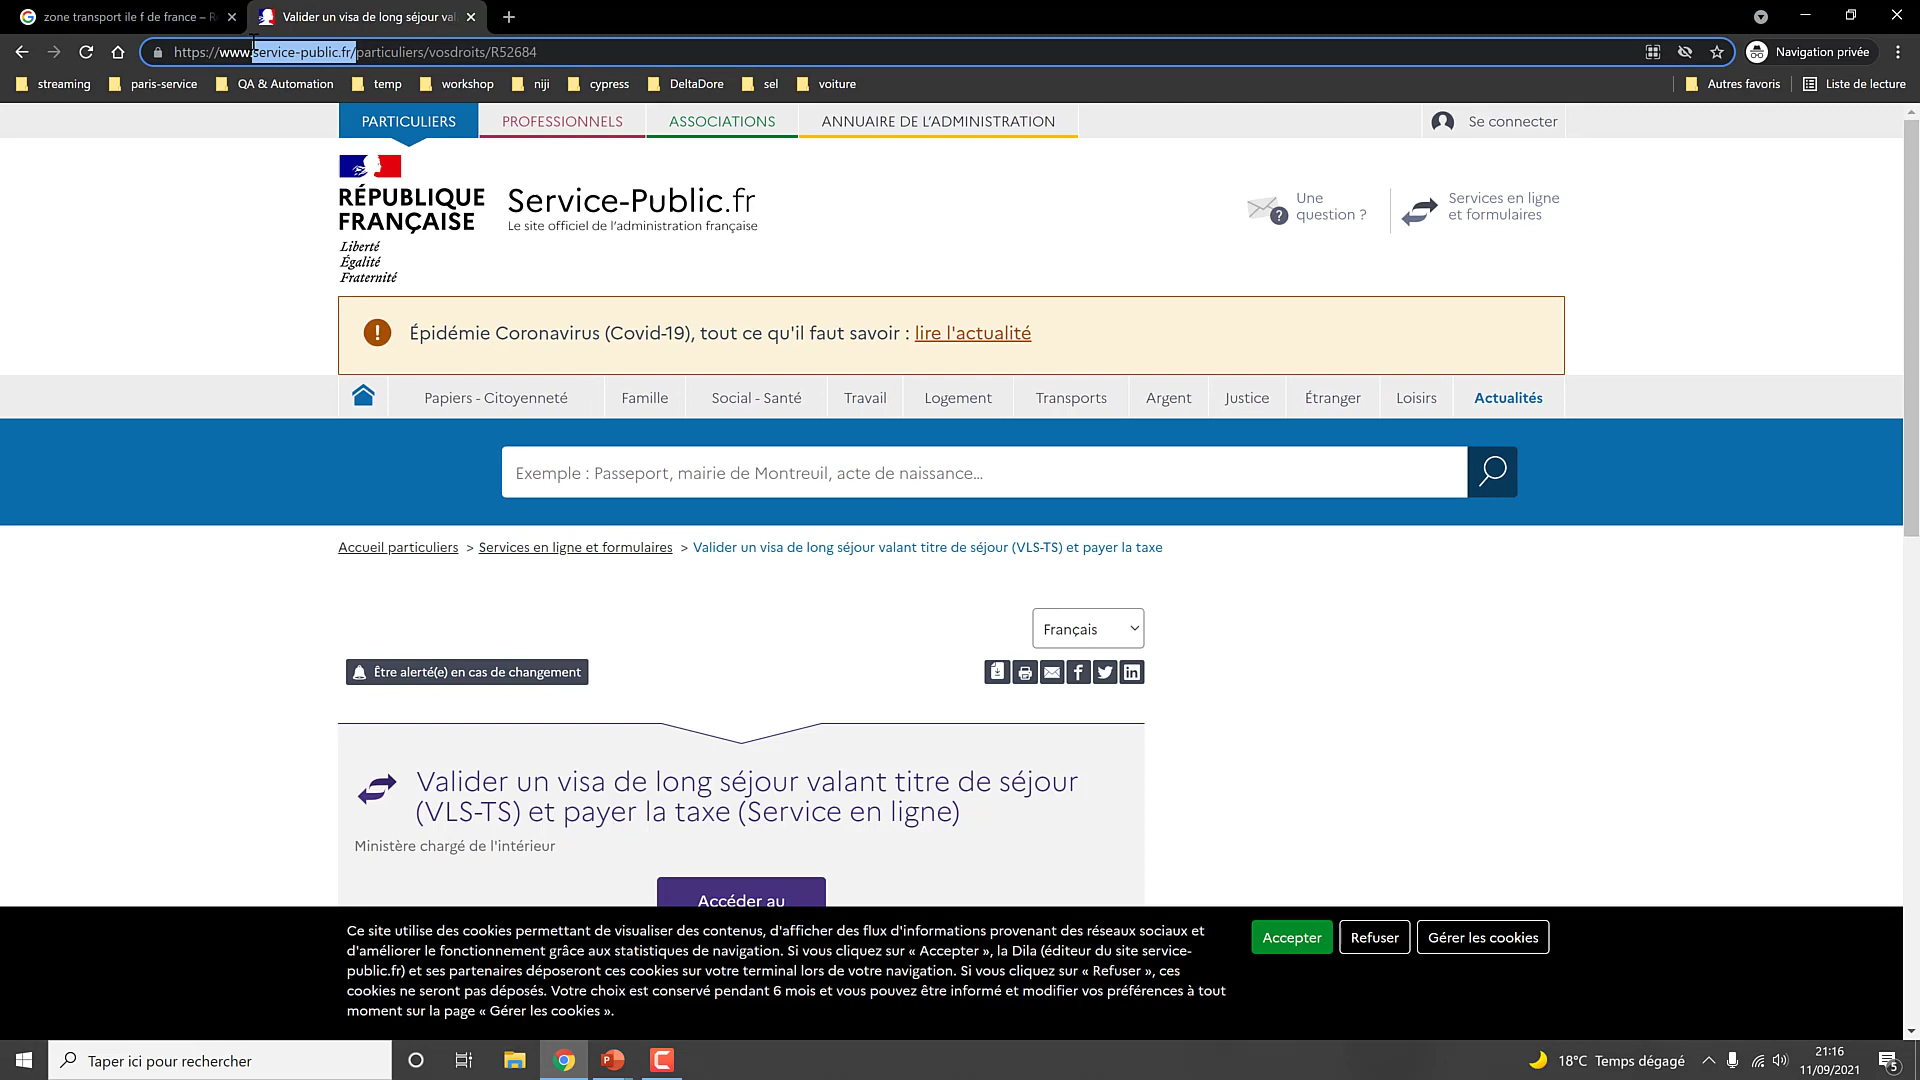 zone transport ile f de france – R
Valider un visa de long séjour va
https://www.service-public.fr/particuliers/vosdroits/R52684
Navigation privée
streaming
paris-service
QA & Automation
temp
workshop
niji
cypress
DeltaDore
sel
voiture
Autres favoris
Liste de lecture
PARTICULIERS
PROFESSIONNELS
ASSOCIATIONS
ANNUAIRE DE L'ADMINISTRATION
Se connecter
RÉPUBLIQUE
FRANÇAISE
Liberté
Égalité
Fraternité
Service-Public.fr
Le site officiel de l'administration française
Une
question ?
Services en ligne
et formulaires
Épidémie Coronavirus (Covid-19), tout ce qu'il faut savoir : lire l'actualité
Papiers - Citoyenneté
Famille
Social - Santé
Travail
Logement
Transports
Argent
Justice
Étranger
Loisirs
Actualités
Exemple : Passeport, mairie de Montreuil, acte de naissance...
Accueil particuliers > Services en ligne et formulaires > Valider un visa de long séjour valant titre de séjour (VLS-TS) et payer la taxe
Français
Être alerté(e) en cas de changement
Valider un visa de long séjour valant titre de séjour
(VLS-TS) et payer la taxe (Service en ligne)
Ministère chargé de l'intérieur
Accéder au
Ce site utilise des cookies permettant de visualiser des contenus, d'afficher des flux d'informations provenant des réseaux sociaux et
d'améliorer le fonctionnement grâce aux statistiques de navigation. Si vous cliquez sur « Accepter », la Dila (éditeur du site service-
public.fr) et ses partenaires déposeront ces cookies sur votre terminal lors de votre navigation. Si vous cliquez sur « Refuser », ces
cookies ne seront pas déposés. Votre choix est conservé pendant 6 mois et vous pouvez être informé et modifier vos préférences à tout
moment sur la page « Gérer les cookies ».
Accepter
Refuser
Gérer les cookies
Taper ici pour rechercher
18°C Temps dégagé
21:16
11/09/2021
5